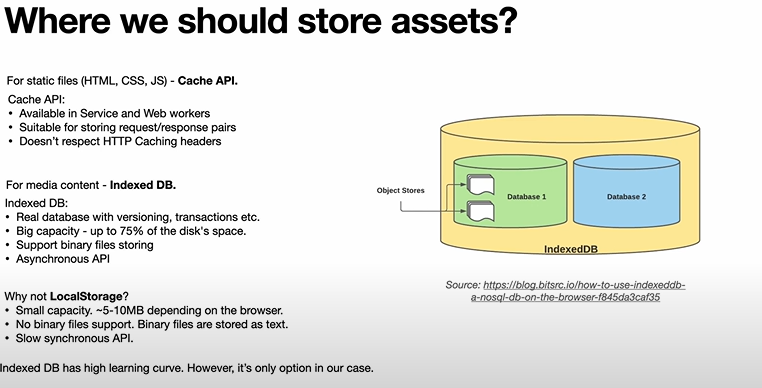 Where we should store assets?
For static files (HTML, CSS, JS) - Cache API.
Cache API:
• Available in Service and Web workers
• Suitable for storing request/response pairs
• Doesn't respect HTTP Caching headers
For media content - Indexed DB.
Indexed DB:
• Real database with versioning, transactions etc.
• Big capacity - up to 75% of the disk's space.
• Support binary files storing
• Asynchronous API
Why not LocalStorage?
• Small capacity. ~5-10MB depending on the browser.
• No binary files support. Binary files are stored as text.
• Slow synchronous API.
Indexed DB has high learning curve. However, it's only option in our case.
Object Stores
Database 1
Database 2
IndexedDB
Source: https://blog.bitsrc.io/how-to-use-indexeddb-
a-nosql-db-on-the-browser-f845da3caf35